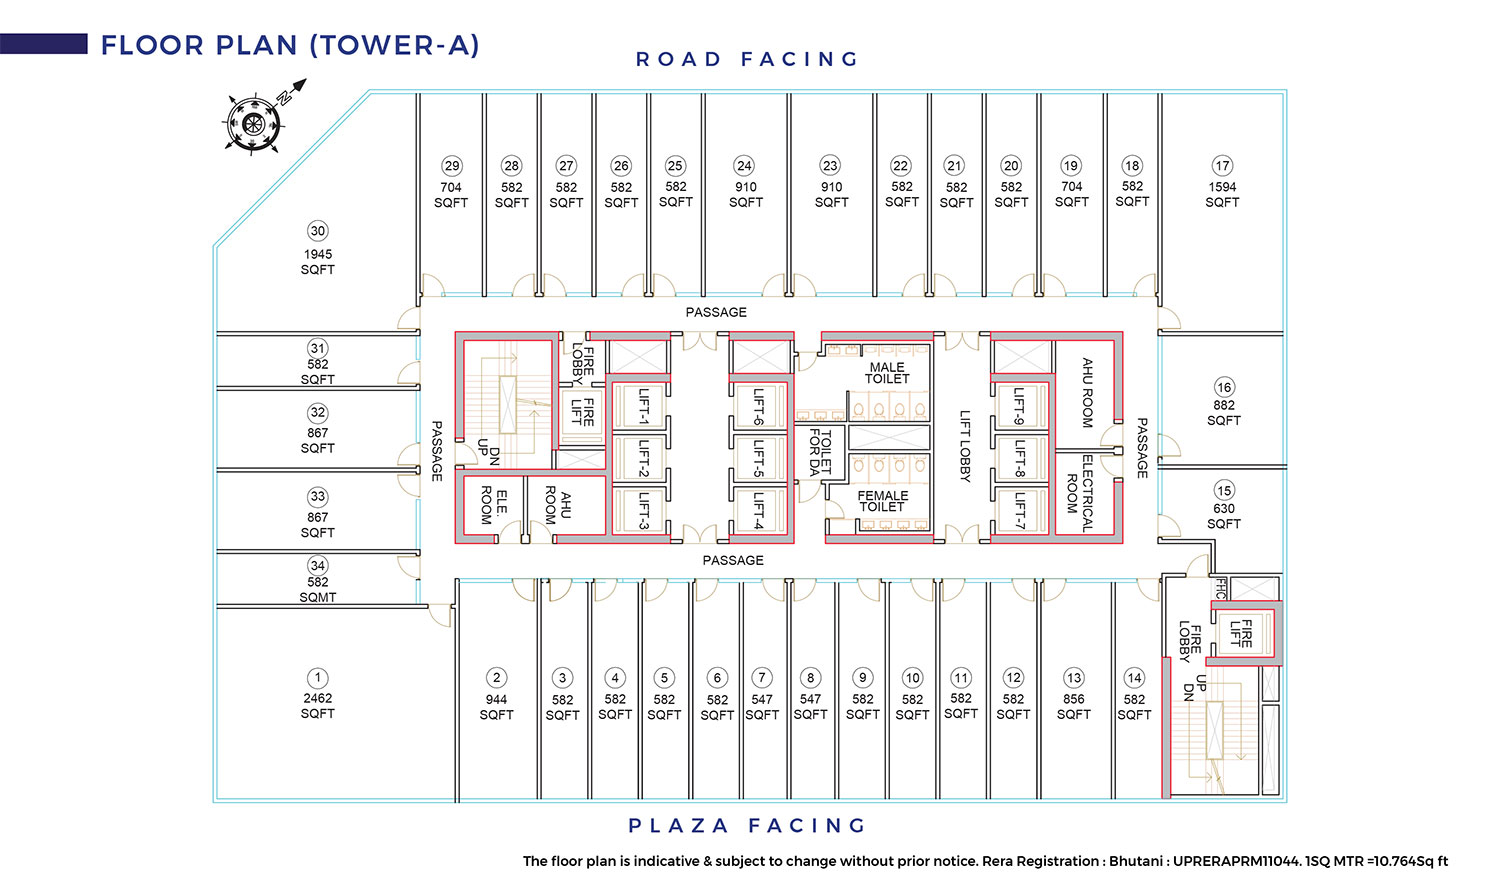 FLOOR PLAN (TOWER-A)
ROAD FACING
N
29
704
SQFT
28
582
SQFT
27
582
SQFT
26
582
SQFT
25
582
SQFT
24
910
SQFT
23
910
SQFT
22
582
SQFT
21
582
SQFT
20
582
SQFT
19
704
SQFT
18
582
SQFT
17
1594
SQFT
30
1945
SQFT
PASSAGE
31
582
SQFT
32
867
SQFT
33
867
SQFT
34
582
SQMT
PASSAGE
DN
UP
FIRE
LOBBY
FIRE
LIFT
ELE.
ROOM
AHU
ROOM
LIFT-1
LIFT-2
LIFT-3
LIFT-6
LIFT-5
LIFT-4
MALE
TOILET
TOILET
FOR DA
FEMALE
TOILET
LIFT LOBBY
LIFT-9
LIFT-8
LIFT-7
AHU ROOM
ELECTRICAL
ROOM
PASSAGE
16
882
SQFT
15
630
SQFT
PASSAGE
FHC
FIRE
LOBBY
FIRE
LIFT
UP
DN
1
2462
SQFT
2
944
SQFT
3
582
SQFT
4
582
SQFT
5
582
SQFT
6
582
SQFT
7
547
SQFT
8
547
SQFT
9
582
SQFT
10
582
SQFT
11
582
SQFT
12
582
SQFT
13
856
SQFT
14
582
SQFT
PLAZA FACING
The floor plan is indicative & subject to change without prior notice. Rera Registration : Bhutani : UPRERAPRM11044. 1SQ MTR =10.764Sq ft